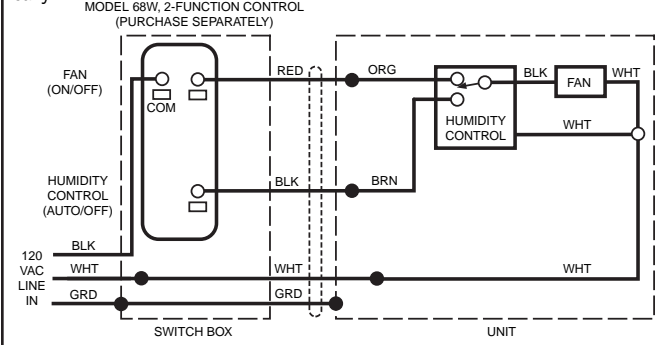 MODEL 68W, 2-FUNCTION CONTROL
(PURCHASE SEPARATELY)
FAN
(ON/OFF)
COM
RED
ORG
BLK
FAN
WHT
HUMIDITY
CONTROL
WHT
HUMIDITY
CONTROL
(AUTO/OFF)
BLK
BRN
120
VAC
LINE
IN
BLK
WHT
WHT
WHT
GRD
GRD
SWITCH BOX
UNIT